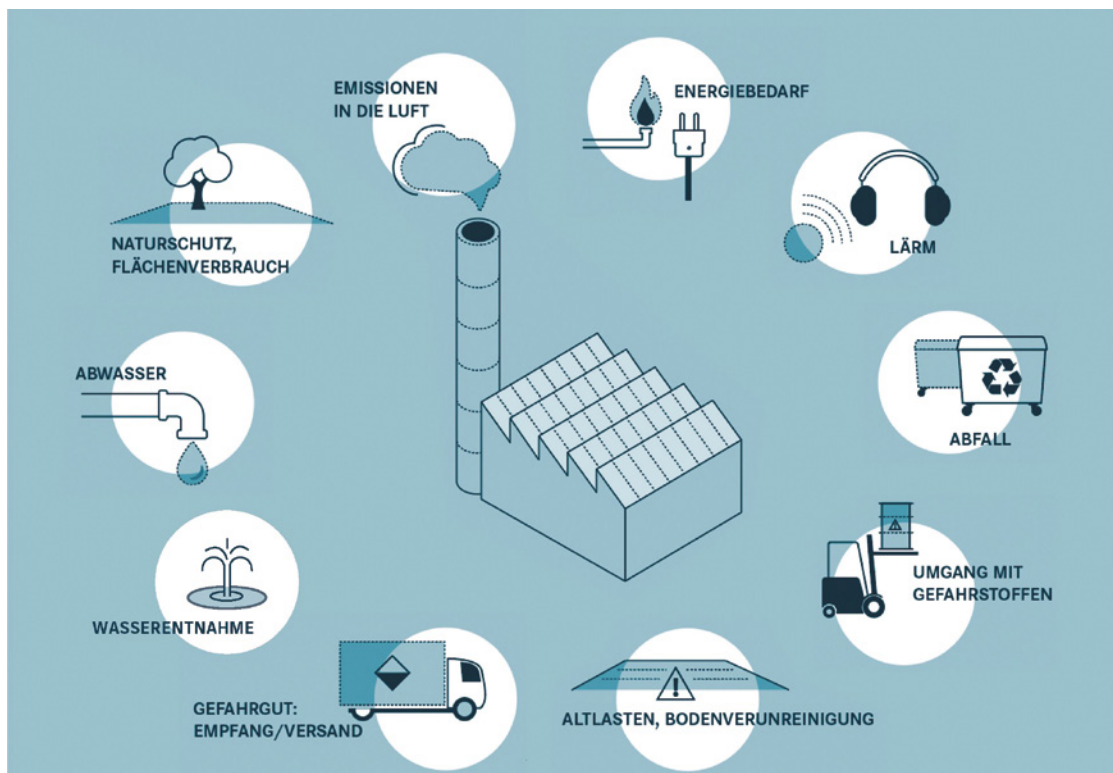 EMISSIONEN
IN DIE LUFT
ENERGIEBEDARF
NATURSCHUTZ,
FLÄCHENVERBRAUCH
LÄRM
ABWASSER
ABFALL
UMGANG MIT
GEFAHRSTOFFEN
WASSERENTNAHME
GEFAHRGUT:
EMPFANG/VERSAND
ALTLASTEN, BODENVERUNREINIGUNG